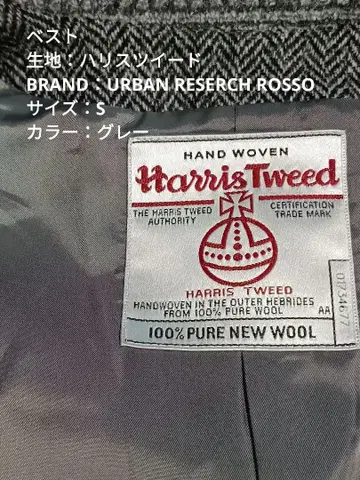 ベスト
生地：ハリスツイード
BRAND：URBAN RESERCH ROSSO
サイズ：S
カラー：グレー
HAND WOVEN
Harris Tweed
THE HARRIS TWEED AUTHORITY
CERTIFICATION TRADE MARK
HARRIS TWEED
HANDWOVEN IN THE OUTER HEBRIDES
FROM 100% PURE WOOL
AA
100% PURE NEW WOOL